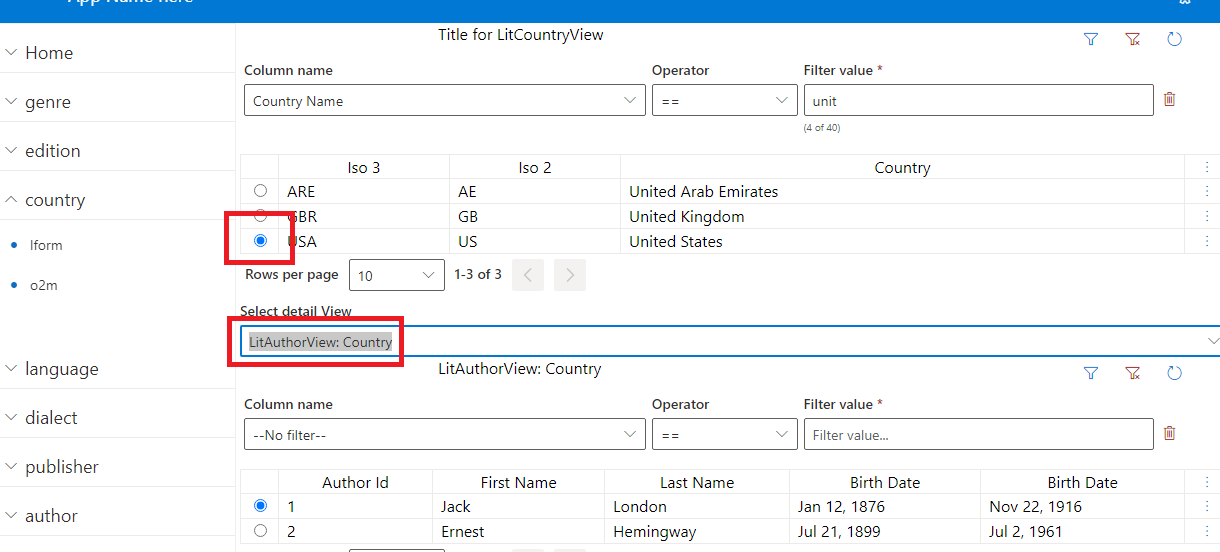 App Name here
Title for LitCountryView
Home
genre
edition
country
lform
o2m
language
dialect
publisher
author
Column name Operator Filter value *
Country Name == unit
(4 of 40)
Iso 3 Iso 2 Country
ARE AE United Arab Emirates
GBR GB United Kingdom
USA US United States
Rows per page 10 1-3 of 3
Select detail View
LitAuthorView: Country
LitAuthorView: Country
Column name Operator Filter value *
--No filter-- == Filter value...
Author Id First Name Last Name Birth Date Birth Date
1 Jack London Jan 12, 1876 Nov 22, 1916
2 Ernest Hemingway Jul 21, 1899 Jul 2, 1961